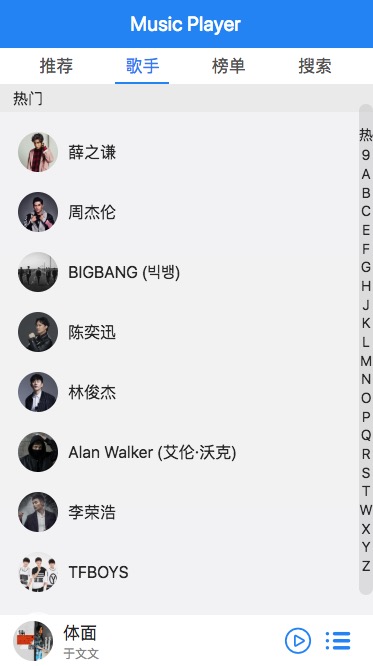 Music Player
推荐 歌手 榜单 搜索
热门
薛之谦
周杰伦
BIGBANG (빅뱅)
陈奕迅
林俊杰
Alan Walker (艾伦·沃克)
李荣浩
TFBOYS
热
9
A
B
C
E
F
G
H
J
K
L
M
N
O
P
Q
R
S
T
W
X
Y
Z
体面
于文文